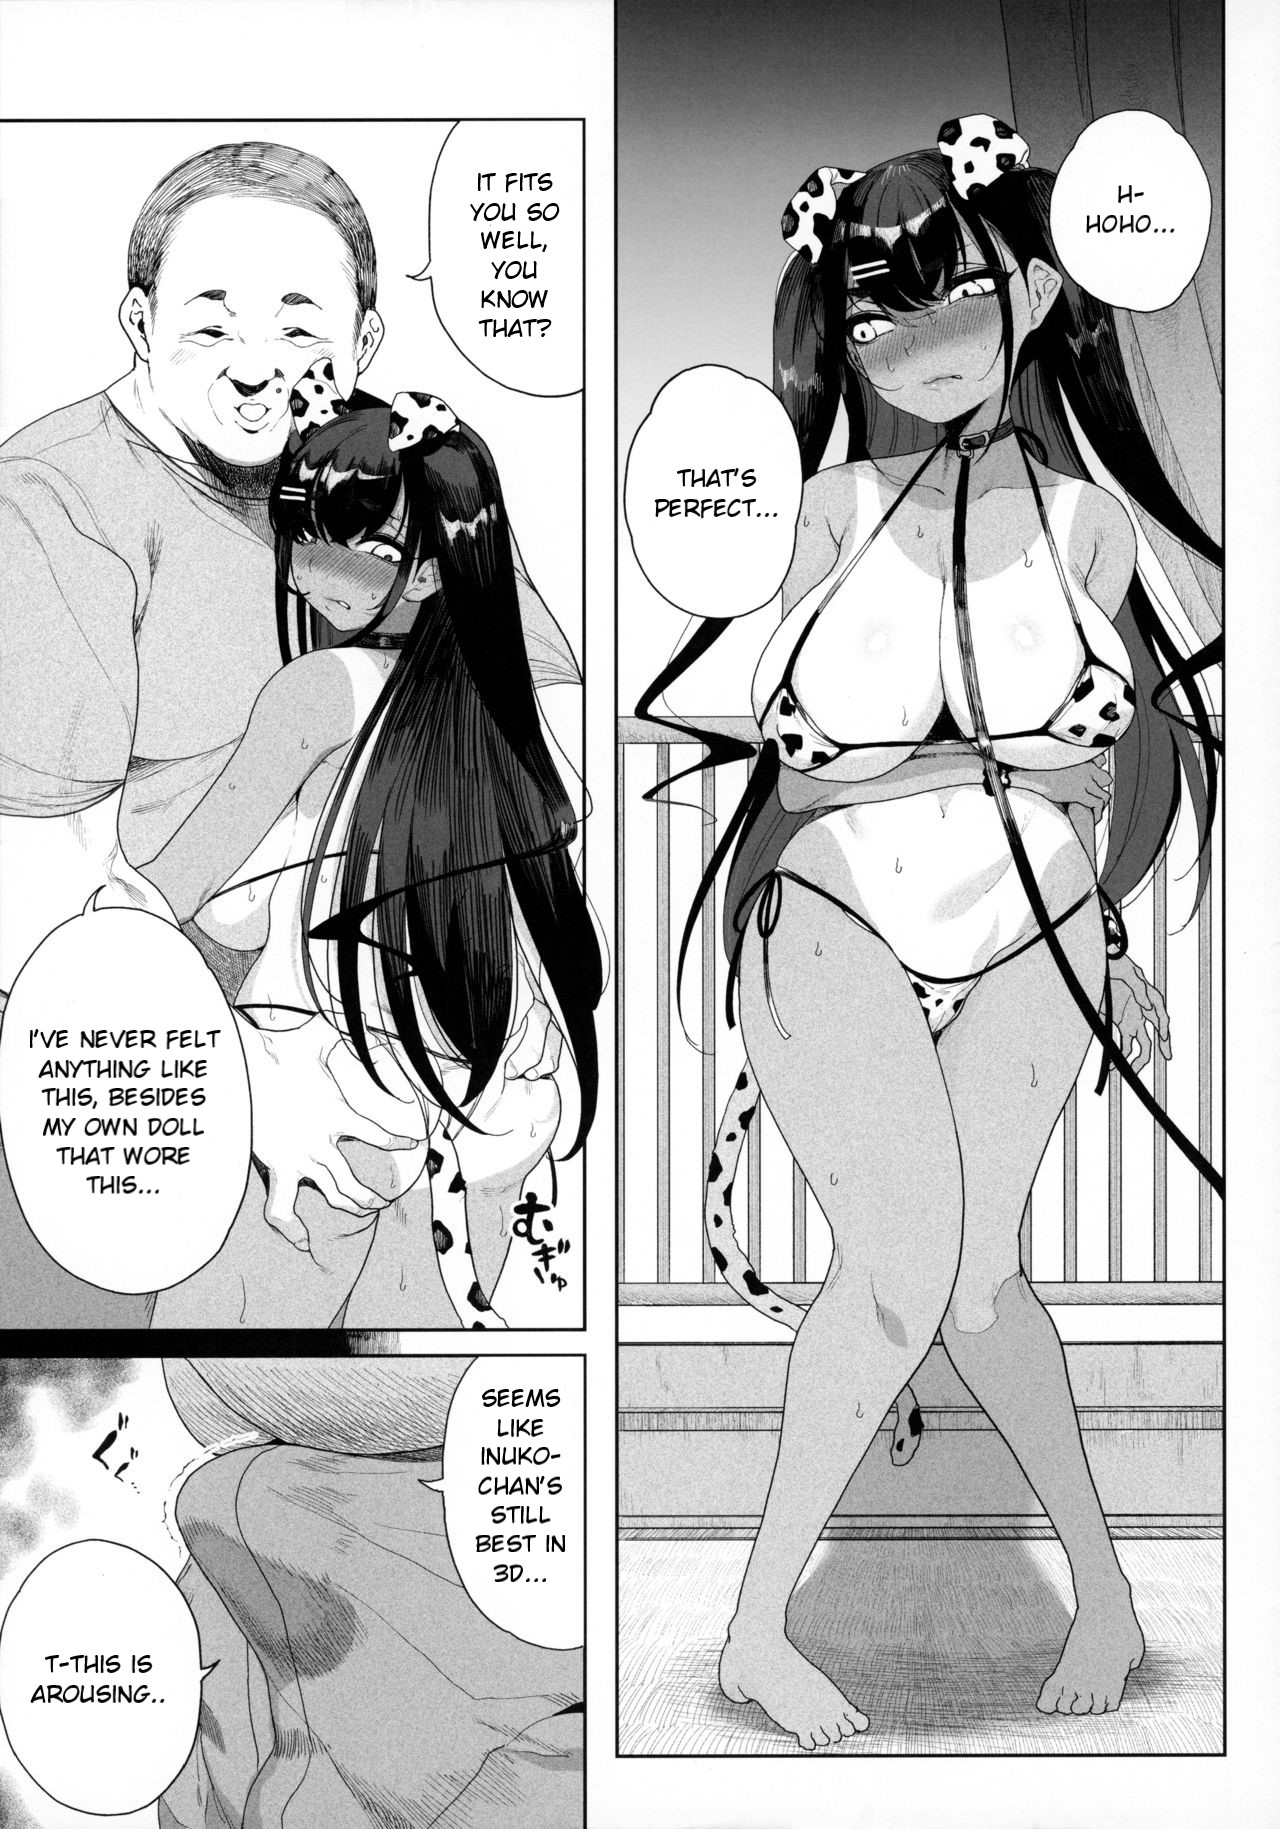 H-
HOHO...
THAT'S
PERFECT...
IT FITS
YOU SO
WELL,
YOU
KNOW
THAT?
I'VE NEVER FELT
ANYTHING LIKE
THIS, BESIDES
MY OWN DOLL
THAT WORE
THIS...
むぎゅ
SEEMS
LIKE
INUKO-
CHAN'S
STILL
BEST IN
3D...
ぐぐ
T-THIS IS
AROUSING..